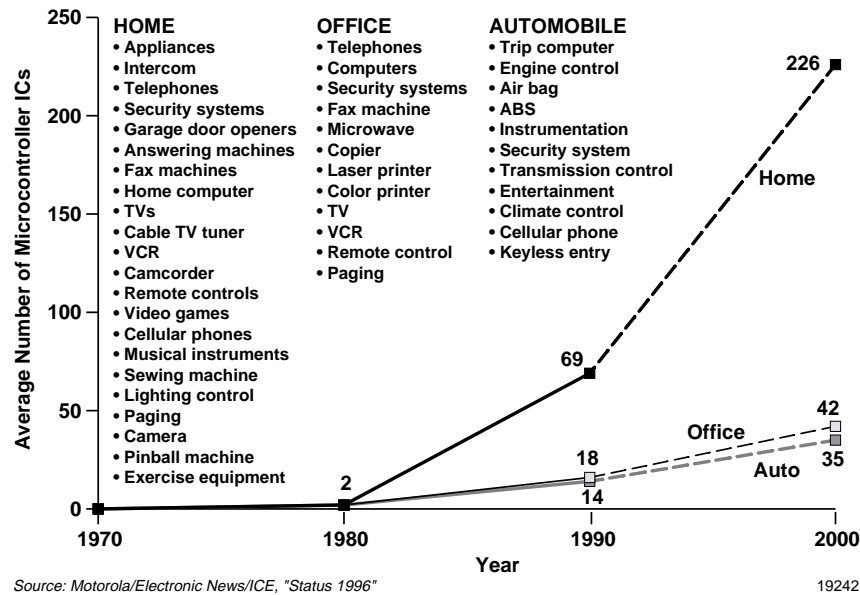 250
200
150
100
50
0
Average Number of Microcontroller ICs
HOME
• Appliances
• Intercom
• Telephones
• Security systems
• Garage door openers
• Answering machines
• Fax machines
• Home computer
• TVs
• Cable TV tuner
• VCR
• Camcorder
• Remote controls
• Video games
• Cellular phones
• Musical instruments
• Sewing machine
• Lighting control
• Paging
• Camera
• Pinball machine
• Exercise equipment
OFFICE
• Telephones
• Computers
• Security systems
• Fax machine
• Microwave
• Copier
• Laser printer
• Color printer
• TV
• VCR
• Remote control
• Paging
AUTOMOBILE
• Trip computer
• Engine control
• Air bag
• ABS
• Instrumentation
• Security system
• Transmission control
• Entertainment
• Climate control
• Cellular phone
• Keyless entry
226
Home
69
2
18
14
Office
42
Auto
35
1970
1980
1990
2000
Year
Source: Motorola/Electronic News/ICE, "Status 1996"
19242